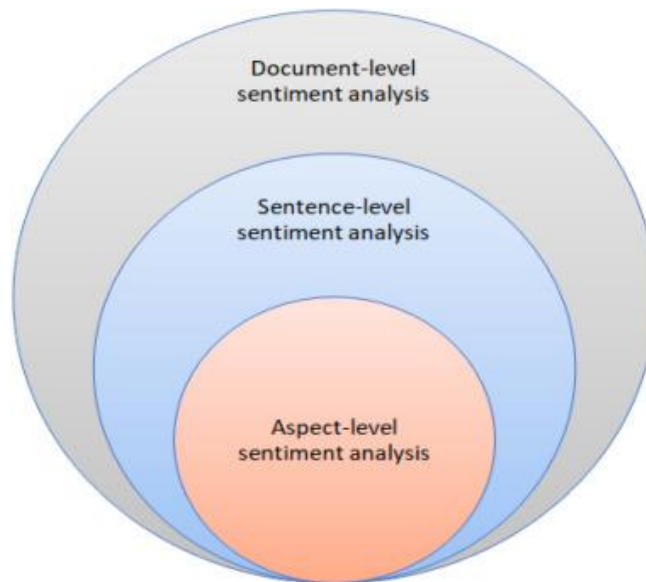 Document-level
sentiment analysis
Sentence-level
sentiment analysis
Aspect-level
sentiment analysis